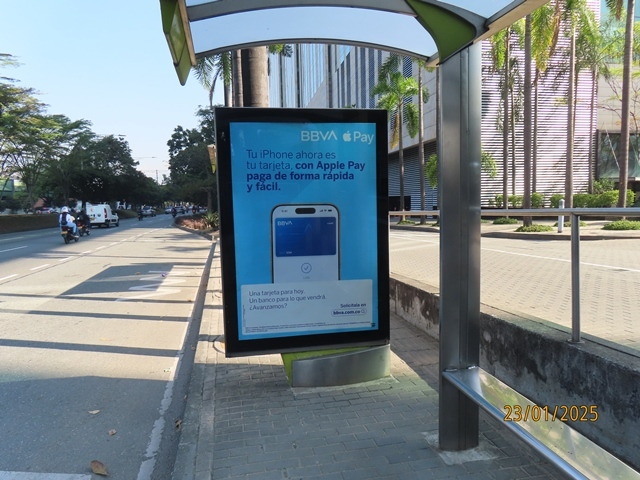 BBVA Pay
Tu iPhone ahora es
tu tarjeta, con Apple Pay
paga de forma rápida
y fácil.
BBVA
Una tarjeta para hoy.
Un banco para lo que vendrá.
¿Avanzamos?
Solicítala en
bbva.com.co
23/01/2025